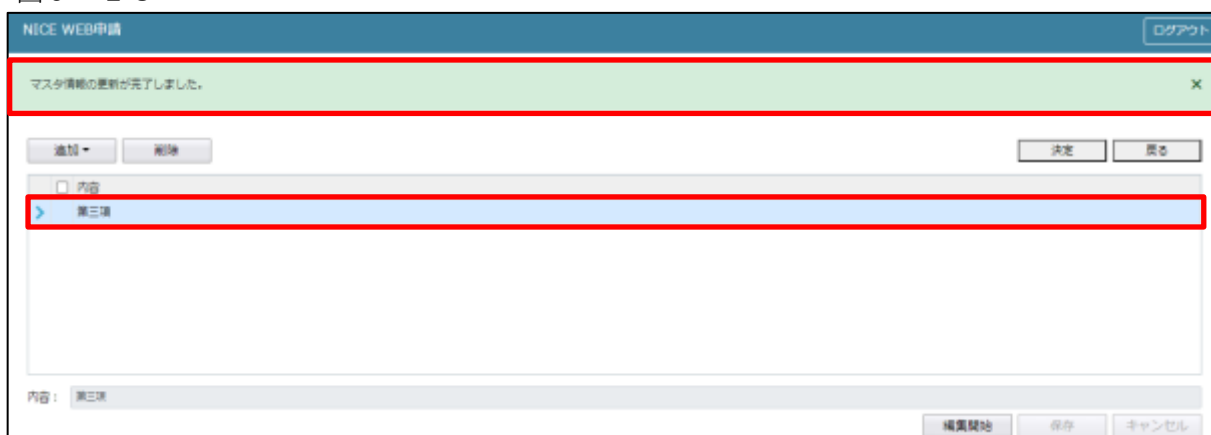 NICE WEB申請 ログアウト
マスタ情報の更新が完了しました。 ×
追加 削除 決定 戻る
内容
第三項
内容: 第三項
編集開始 保存 キャンセル